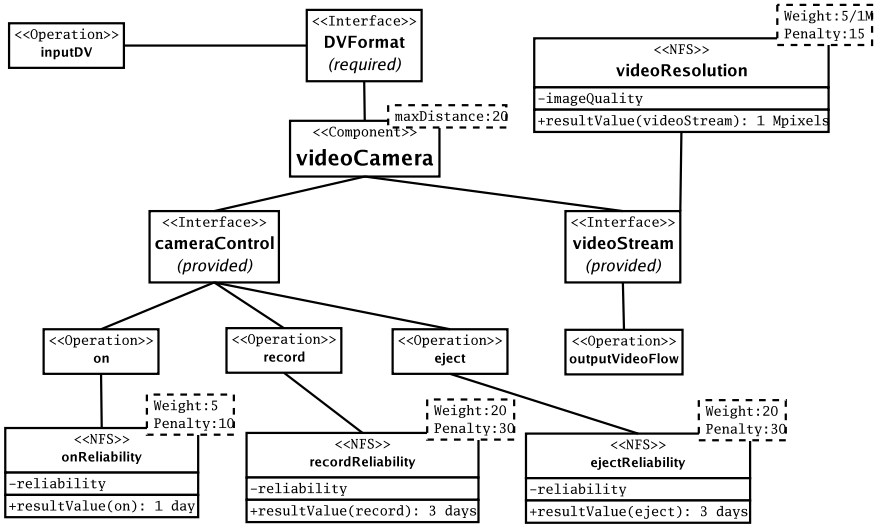 <<Operation>>
inputDV
<<Interface>>
DVFormat
(required)
Weight:5/1M
Penalty:15
<<NFS>>
videoResolution
-imageQuality
+resultValue(videoStream): 1 Mpixels
maxDistance:20
<<Component>>
videoCamera
<<Interface>>
cameraControl
(provided)
<<Interface>>
videoStream
(provided)
<<Operation>>
on
<<Operation>>
record
<<Operation>>
eject
<<Operation>>
outputVideoFlow
Weight:5
Penalty:10
<<NFS>>
onReliability
-reliability
+resultValue(on): 1 day
Weight:20
Penalty:30
<<NFS>>
recordReliability
-reliability
+resultValue(record): 3 days
Weight:20
Penalty:30
<<NFS>>
ejectReliability
-reliability
+resultValue(eject): 3 days